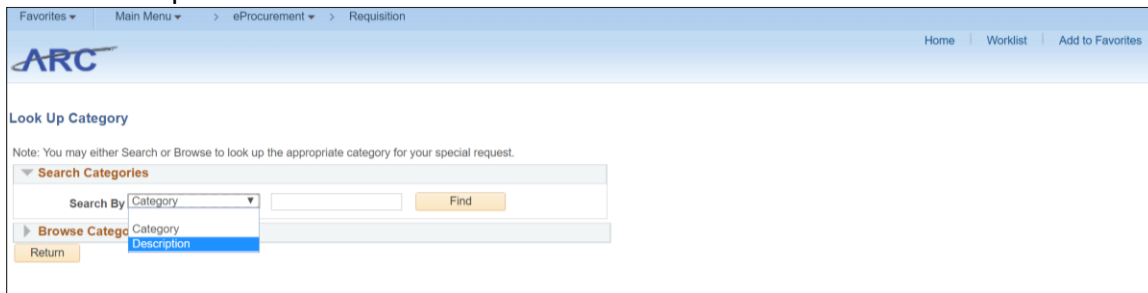 Favorites Main Menu > eProcurement > Requisition
Home Worklist Add to Favorites
ARC
Look Up Category
Note: You may either Search or Browse to look up the appropriate category for your special request.
Search Categories
Search By Category Find
Category
Browse Catego
Description
Return